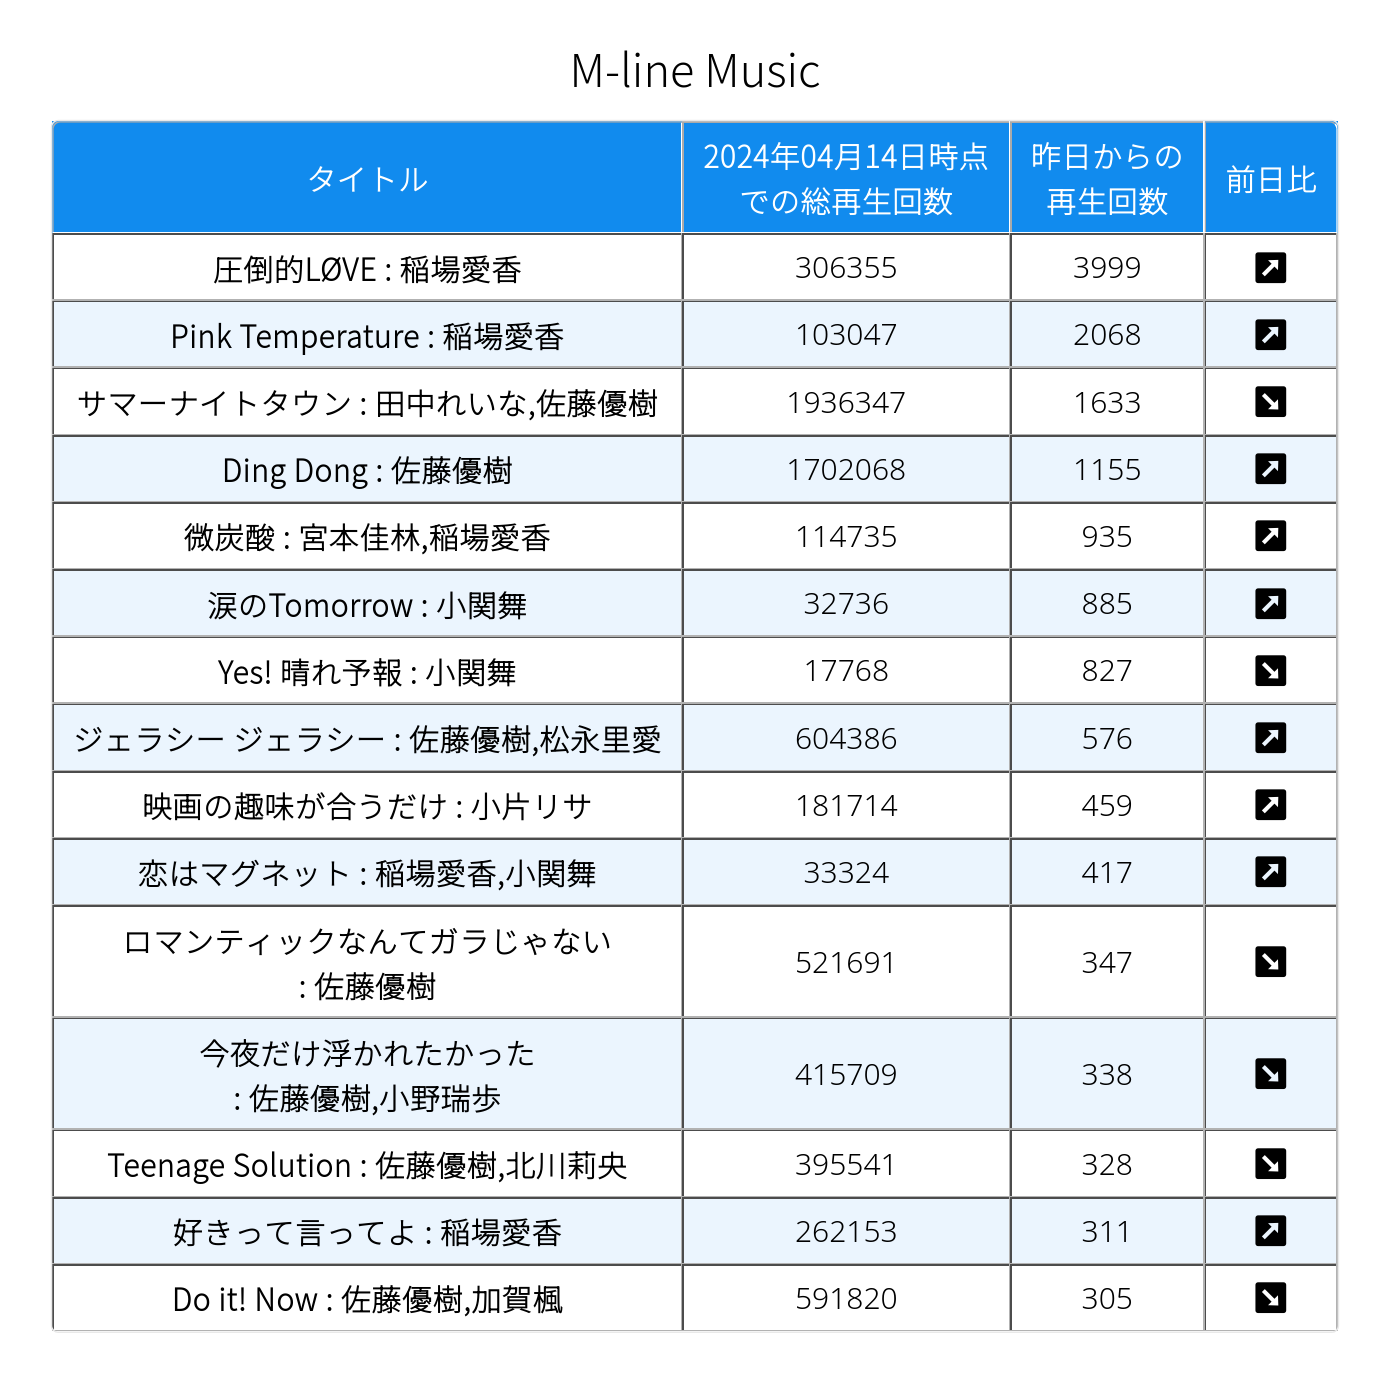 M-line Music
タイトル
2024年04月14日時点
での総再生回数
昨日からの
再生回数
前日比
圧倒的LØVE : 稲場愛香 306355 3999 ↗
Pink Temperature : 稲場愛香 103047 2068 ↗
サマーナイトタウン : 田中れいな,佐藤優樹 1936347 1633 ↘
Ding Dong : 佐藤優樹 1702068 1155 ↗
微炭酸 : 宮本佳林,稲場愛香 114735 935 ↗
涙のTomorrow : 小関舞 32736 885 ↗
Yes! 晴れ予報 : 小関舞 17768 827 ↘
ジェラシー ジェラシー : 佐藤優樹,松永里愛 604386 576 ↗
映画の趣味が合うだけ : 小片リサ 181714 459 ↗
恋はマグネット : 稲場愛香,小関舞 33324 417 ↗
ロマンティックなんてガラじゃない
: 佐藤優樹 521691 347 ↘
今夜だけ浮かれたかった
: 佐藤優樹,小野瑞歩 415709 338 ↘
Teenage Solution : 佐藤優樹,北川莉央 395541 328 ↘
好きって言ってよ : 稲場愛香 262153 311 ↗
Do it! Now : 佐藤優樹,加賀楓 591820 305 ↘